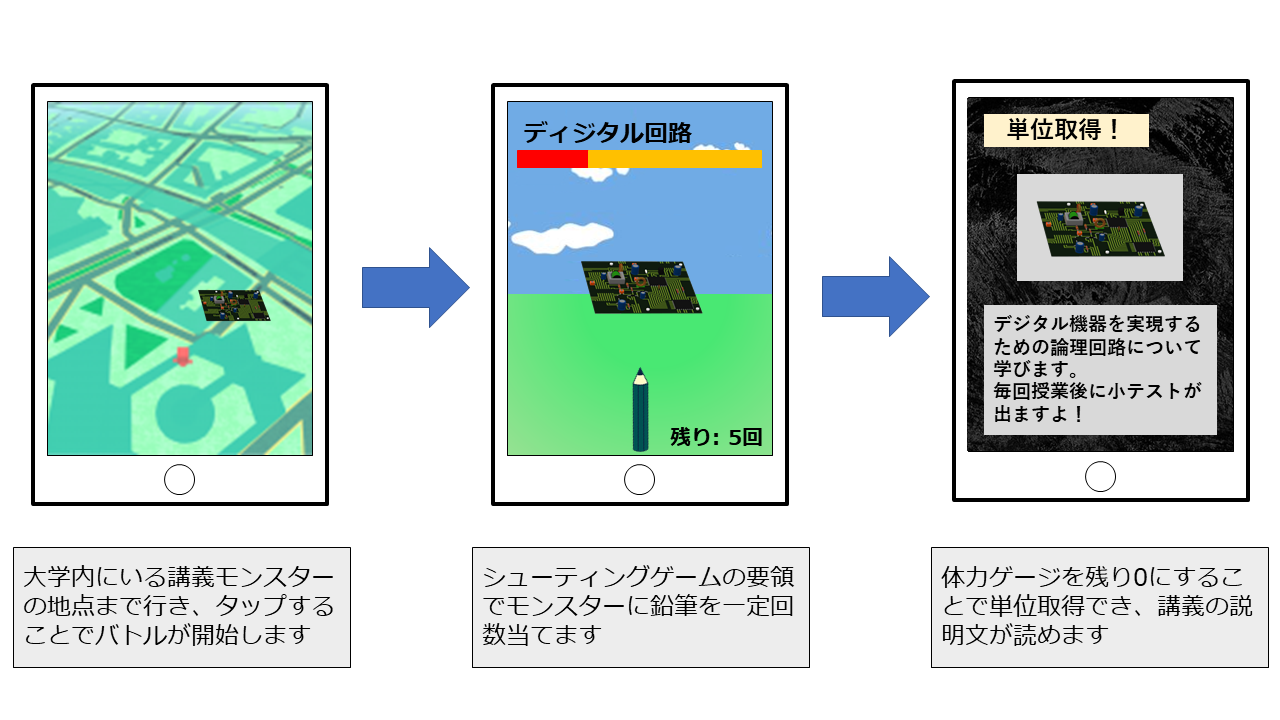 ディジタル回路
残り: 5回
単位取得！
デジタル機器を実現する
ための論理回路について
学びます。
毎回授業後に小テストが
出ますよ！
大学内にいる講義モンスター
の地点まで行き、タップする
ことでバトルが開始します
シューティングゲームの要領
でモンスターに鉛筆を一定回
数当てます
体力ゲージを残り0にするこ
とで単位取得でき、講義の説
明文が読めます